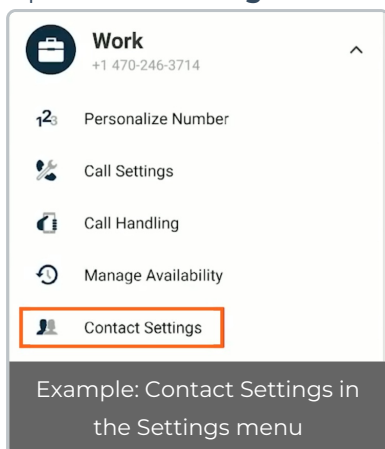 Work
+1 470-246-3714
123
Personalize Number
Call Settings
Call Handling
Manage Availability
Contact Settings
Example: Contact Settings in
the Settings menu